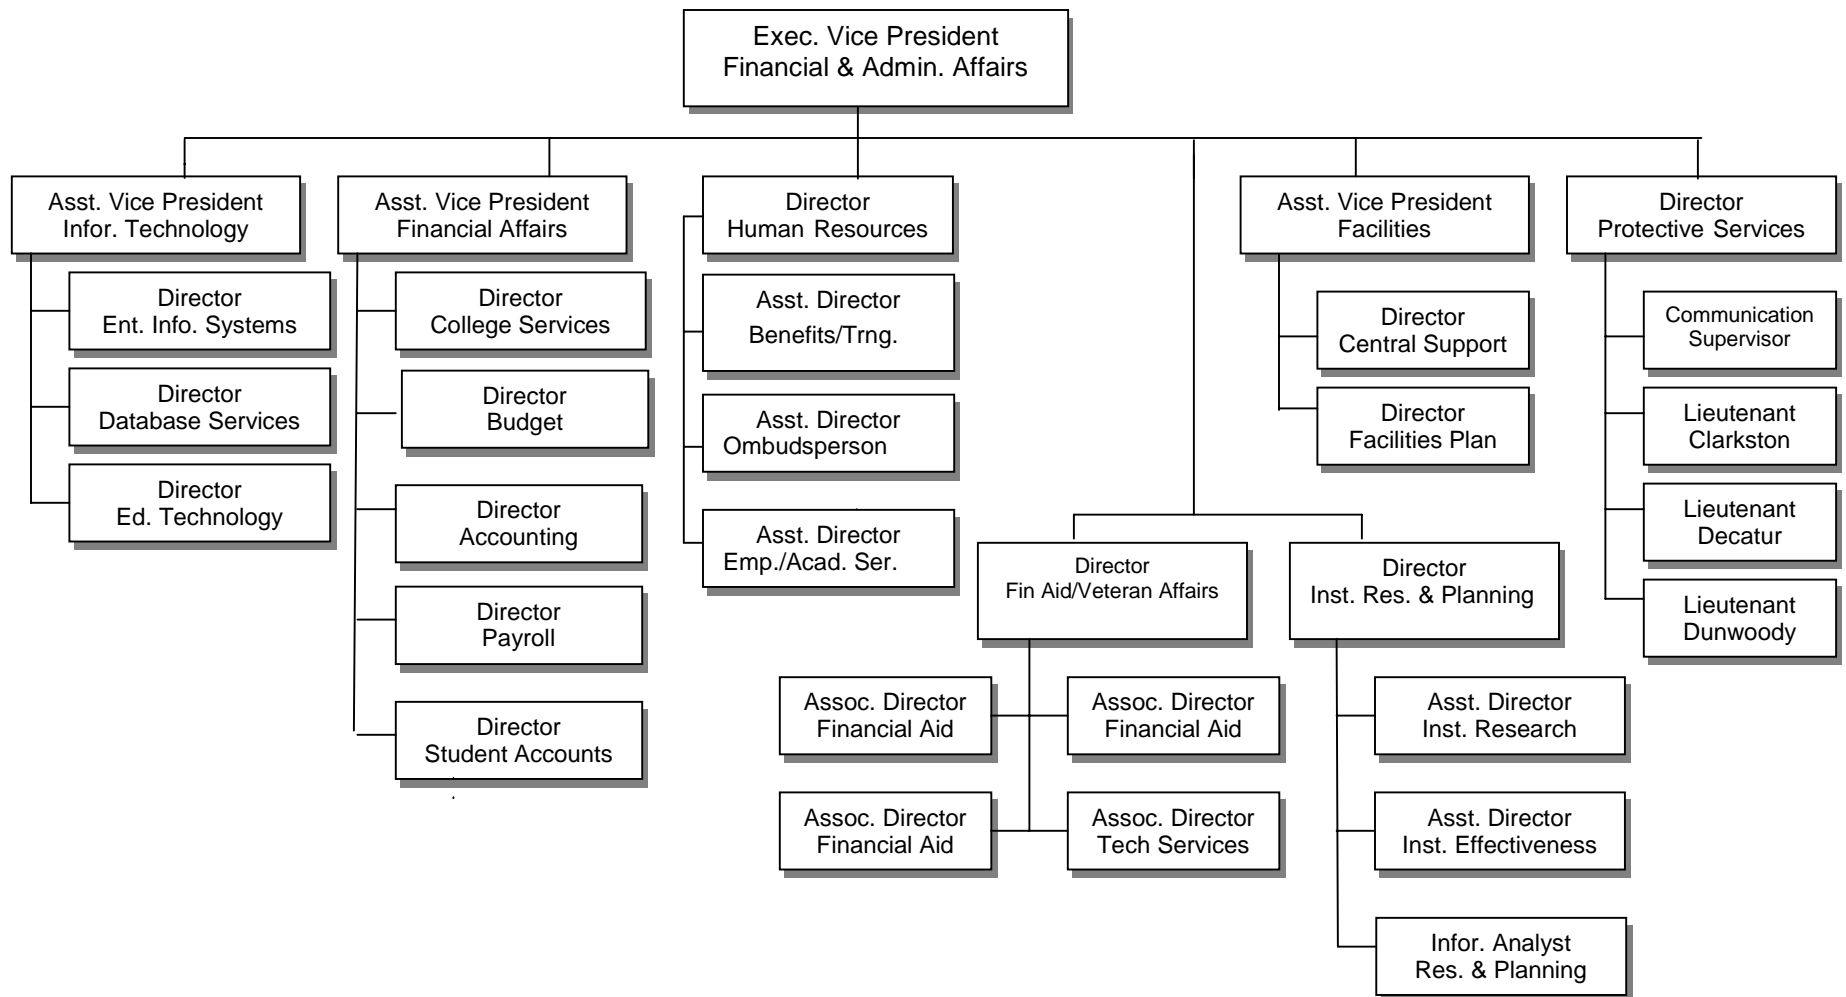 Exec. Vice President
Financial & Admin. Affairs
Asst. Vice President
Infor. Technology
Director
Ent. Info. Systems
Director
Database Services
Director
Ed. Technology
Asst. Vice President
Financial Affairs
Director
College Services
Director
Budget
Director
Accounting
Director
Payroll
Director
Student Accounts
Director
Human Resources
Asst. Director
Benefits/Trng.
Asst. Director
Ombudsperson
Asst. Director
Emp./Acad. Ser.
Director
Fin Aid/Veteran Affairs
Assoc. Director
Financial Aid
Assoc. Director
Financial Aid
Assoc. Director
Financial Aid
Assoc. Director
Tech Services
Director
Inst. Res. & Planning
Asst. Director
Inst. Research
Asst. Director
Inst. Effectiveness
Infor. Analyst
Res. & Planning
Asst. Vice President
Facilities
Director
Central Support
Director
Facilities Plan
Director
Protective Services
Communication
Supervisor
Lieutenant
Clarkston
Lieutenant
Decatur
Lieutenant
Dunwoody